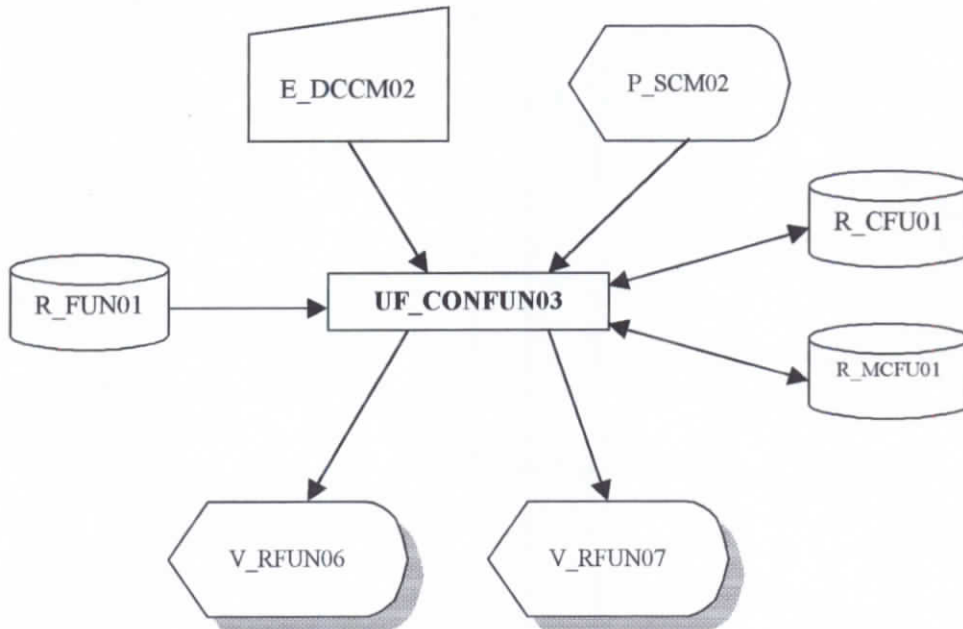 E_DCCM02
P_SCM02
R_CFU01
R_FUN01
UF_CONFUN03
R_MCFU01
V_RFUN06
V_RFUN07